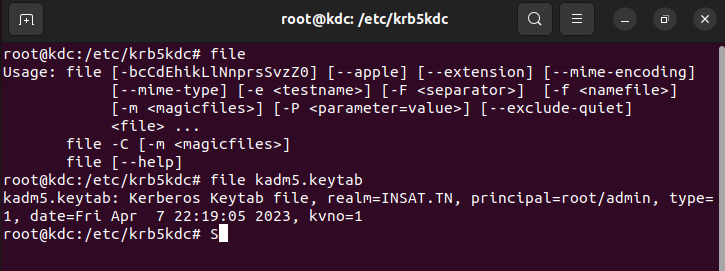 root@kdc: /etc/krb5kdc
root@kdc:/etc/krb5kdc# file
Usage: file [-bcCdEhikLlNnprsSvzZ0] [--apple] [--extension] [--mime-encoding]
            [--mime-type] [-e <testname>] [-F <separator>]  [-f <namefile>]
            [-m <magicfiles>] [-P <parameter=value>] [--exclude-quiet]
            <file> ...
       file -C [-m <magicfiles>]
       file [--help]
root@kdc:/etc/krb5kdc# file kadm5.keytab
kadm5.keytab: Kerberos Keytab file, realm=INSAT.TN, principal=root/admin, type=
1, date=Fri Apr  7 22:19:05 2023, kvno=1
root@kdc:/etc/krb5kdc# S